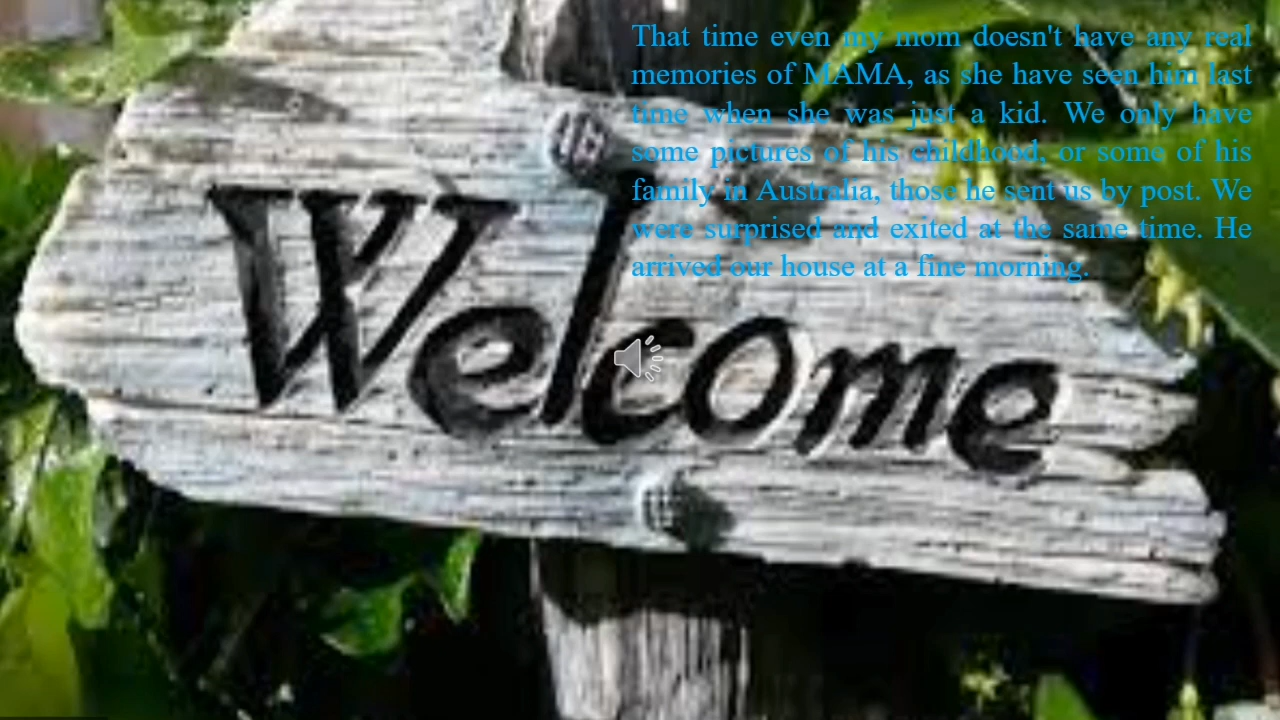 That time even my mom doesn't have any real
memories of MAMA, as she have seen him last
time when she was just a kid. We only have
some pictures of his childhood, or some of his
family in Australia, those he sent us by post. We
were surprised and exited at the same time. He
arrived our house at a fine morning.
Welcome